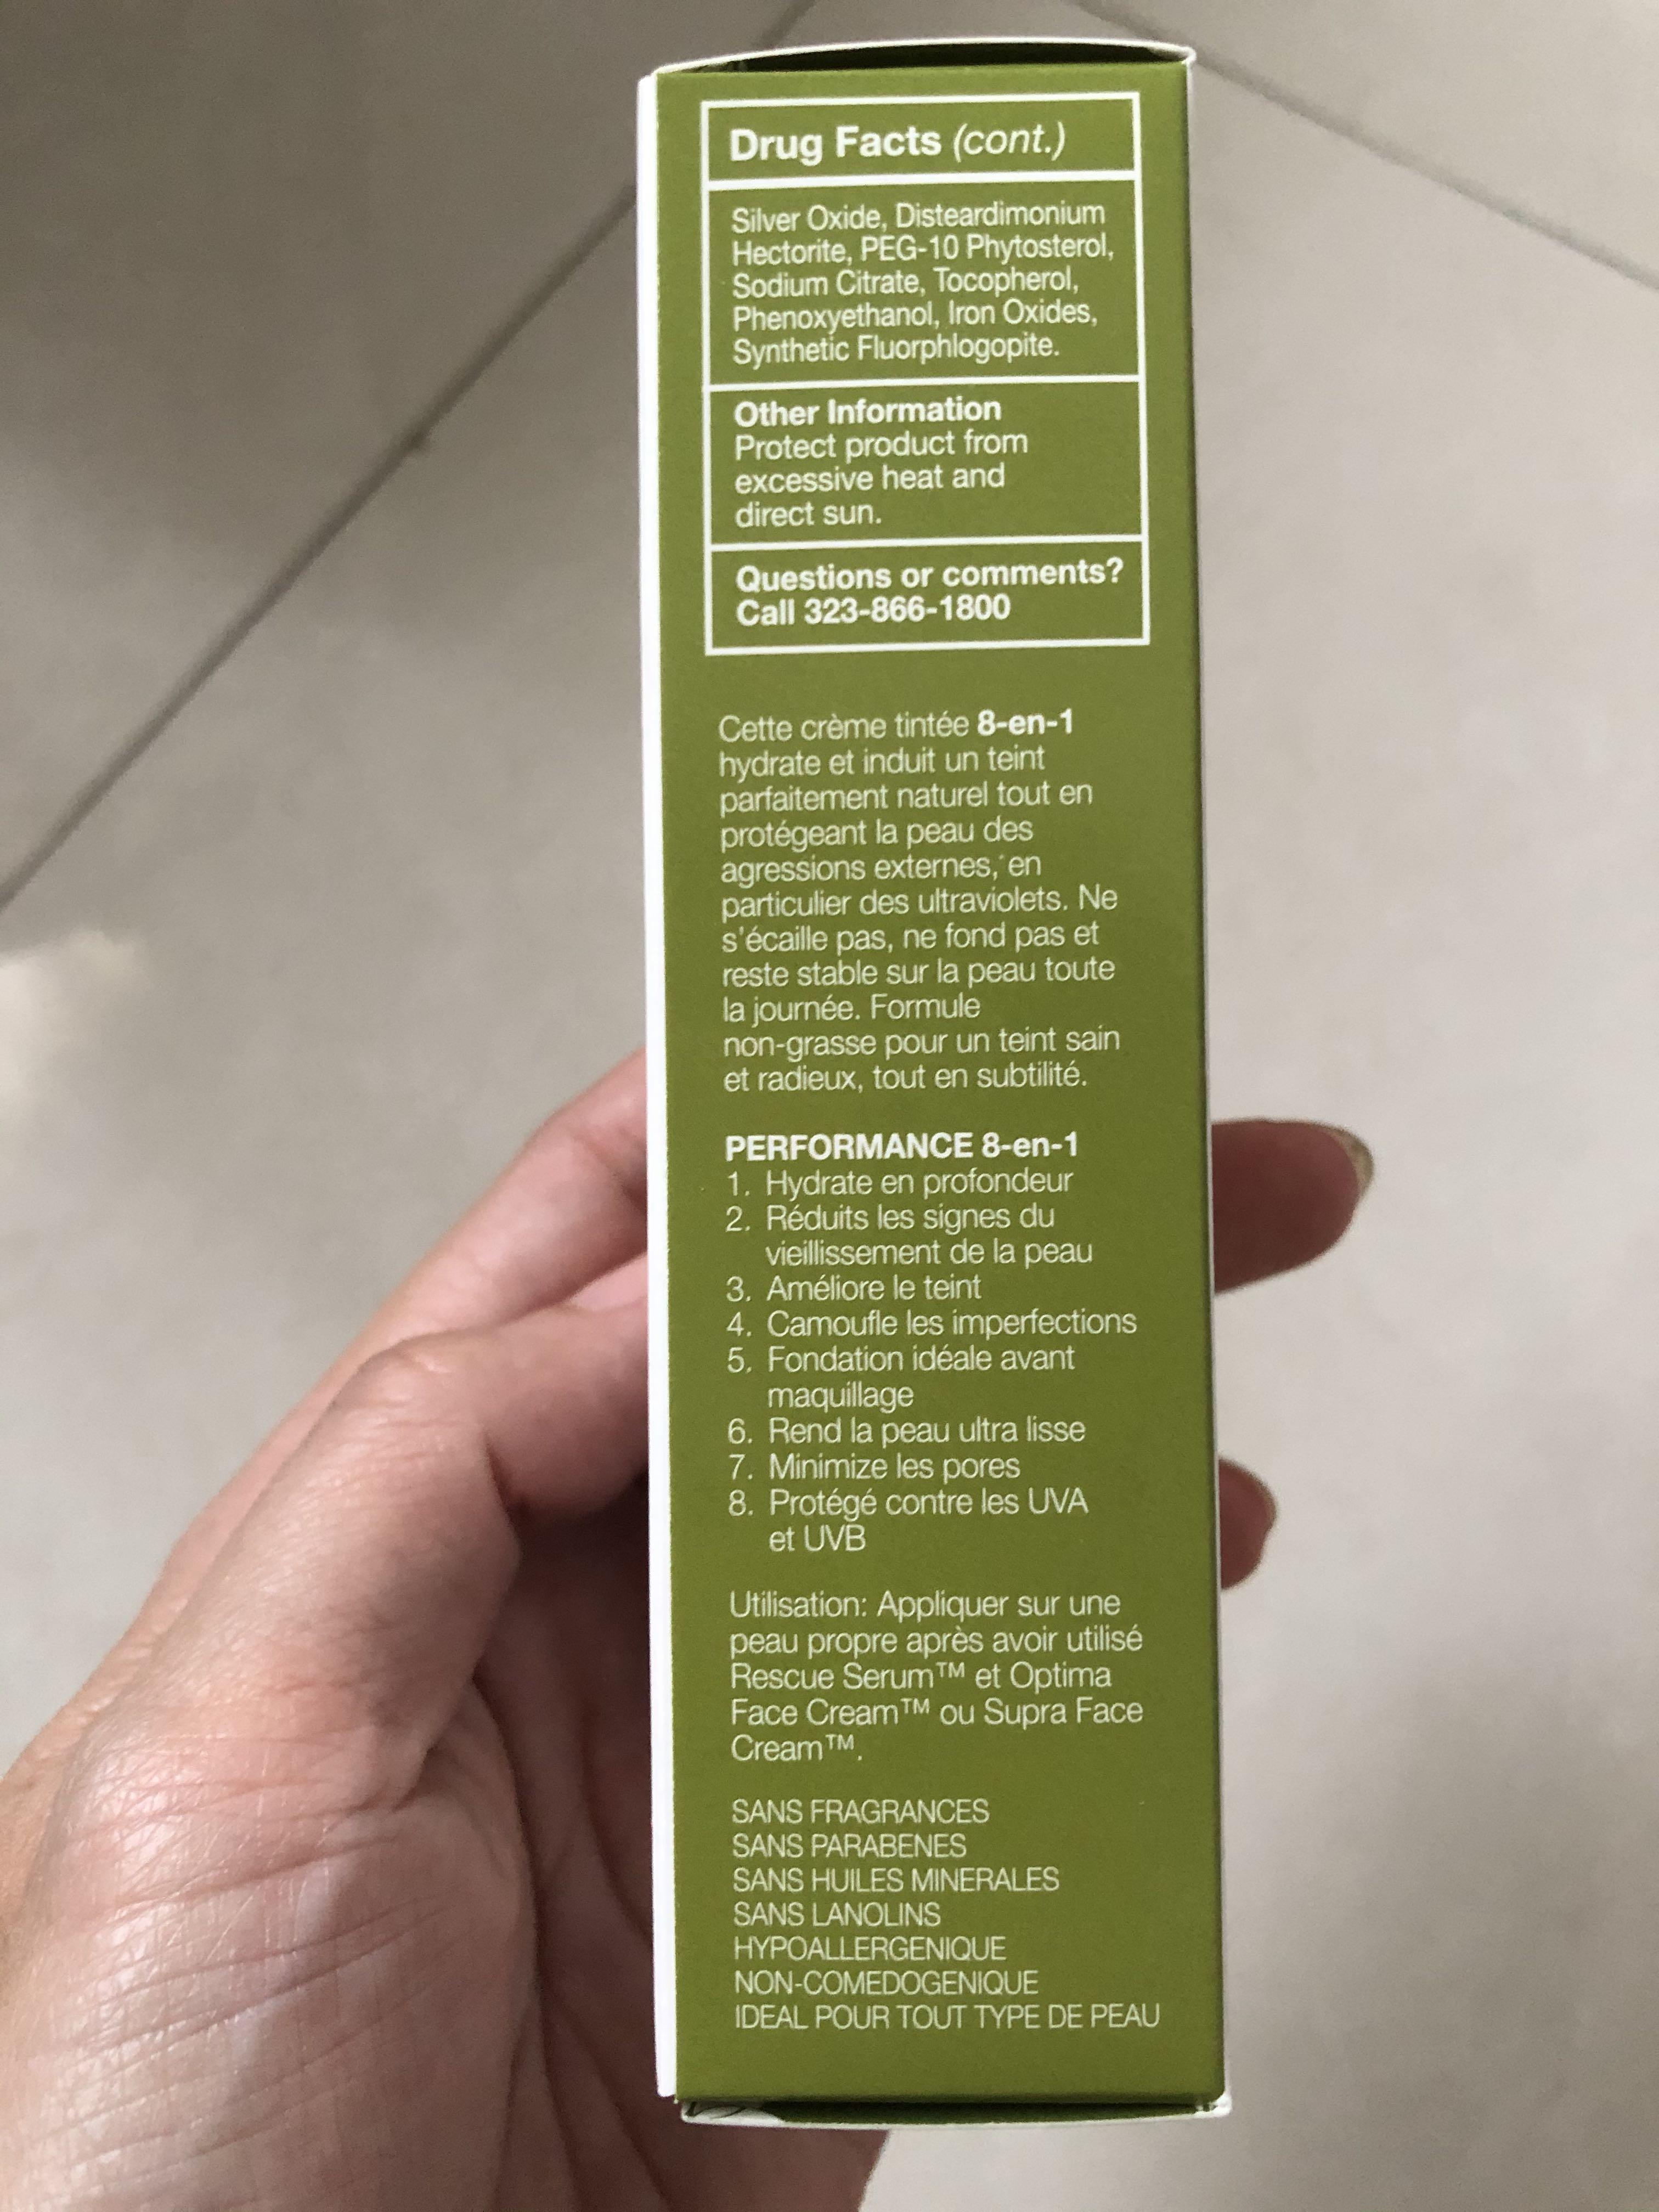 Drug Facts (cont.)
Silver Oxide, Disteardimonium
Hectorite, PEG-10 Phytosterol,
Sodium Citrate, Tocopherol,
Phenoxyethanol, Iron Oxides,
Synthetic Fluorphlogopite.
Other Information
Protect product from
excessive heat and
direct sun.
Questions or comments?
Call 323-866-1800
Cette crème tintée 8-en-1
hydrate et induit un teint
parfaitement naturel tout en
protégeant la peau des
agressions externes, en
particulier des ultraviolets. Ne
s'écaille pas, ne fond pas et
reste stable sur la peau toute
la journée. Formule
non-grasse pour un teint sain
et radieux, tout en subtilité.
PERFORMANCE 8-en-1
1. Hydrate en profondeur
2. Réduits les signes du
vieillissement de la peau
3. Améliore le teint
4. Camoufle les imperfections
5. Fondation idéale avant
maquillage
6. Rend la peau ultra lisse
7. Minimize les pores
8. Protégé contre les UVA
et UVB
Utilisation: Appliquer sur une
peau propre après avoir utilisé
Rescue Serum™ et Optima
Face Cream™ ou Supra Face
Cream™.
SANS FRAGRANCES
SANS PARABENES
SANS HUILES MINERALES
SANS LANOLINS
HYPOALLERGENIQUE
NON-COMEDOGENIQUE
IDEAL POUR TOUT TYPE DE PEAU